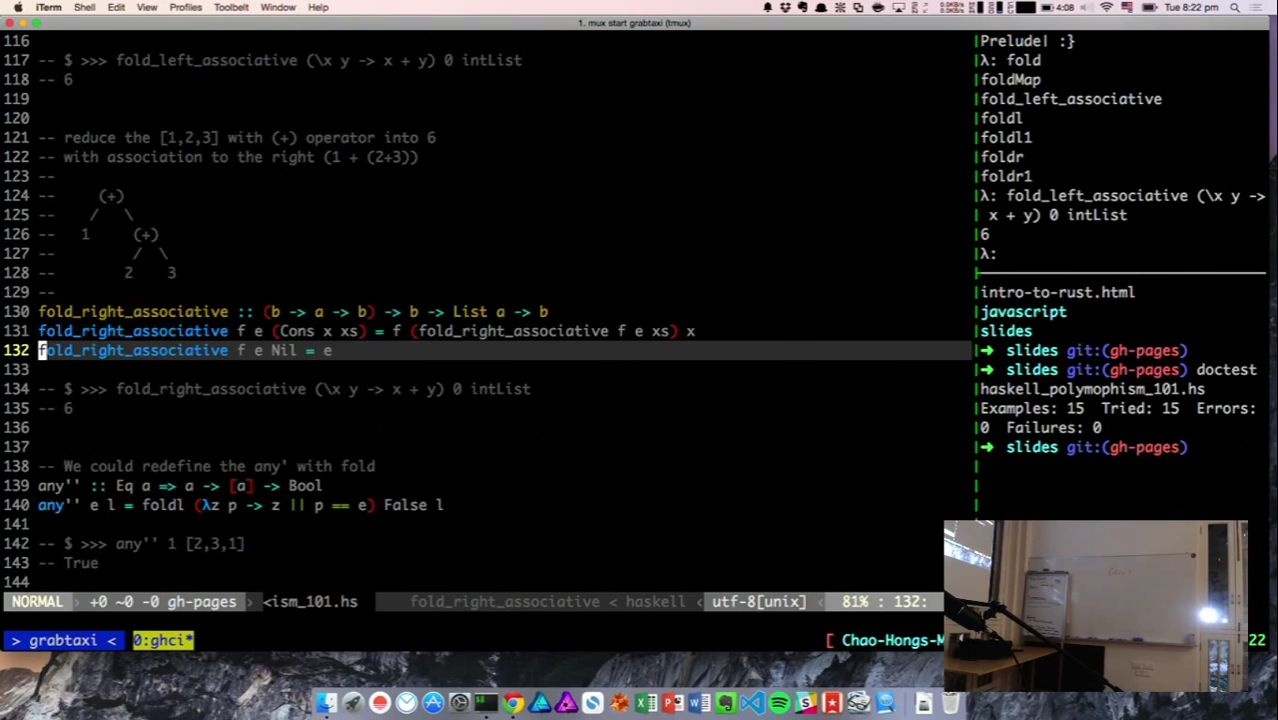 iTerm Shell Edit View Profiles Toolbelt Window Help
4:08
Tue 8:22 pm
1. mux start grabtaxi (tmux)
116
117 -- $ >>> fold_left_associative (\x y -> x + y) 0 intList
118 -- 6
119
120
121 -- reduce the [1,2,3] with (+) operator into 6
122 -- with association to the right (1 + (2+3))
123 --
124 -- (+)
125 -- / \
126 -- 1 (+)
127 -- / \
128 -- 2 3
129 --
130 fold_right_associative :: (b -> a -> b) -> b -> List a -> b
131 fold_right_associative f e (Cons x xs) = f (fold_right_associative f e xs) x
132 fold_right_associative f e Nil = e
133
134 -- $ >>> fold_right_associative (\x y -> x + y) 0 intList
135 -- 6
136
137
138 -- We could redefine the any' with fold
139 any'' :: Eq a => a -> [a] -> Bool
140 any'' e l = foldl (λz p -> z || p == e) False l
141
142 -- $ >>> any'' 1 [2,3,1]
143 -- True
144
NORMAL +0 ~0 -0 gh-pages <ism_101.hs fold_right_associative < haskell utf-8[unix] 81% : 132:
> grabtaxi < 0:ghci*
[ Chao-Hongs-M
22
Prelude| :}
λ: fold
foldMap
fold_left_associative
foldl
foldl1
foldr
foldr1
λ: fold_left_associative (\x y ->
x + y) 0 intList
6
λ:
intro-to-rust.html
javascript
slides
➜ slides git:(gh-pages)
➜ slides git:(gh-pages) doctest
haskell_polymophism_101.hs
Examples: 15 Tried: 15 Errors:
0 Failures: 0
➜ slides git:(gh-pages)